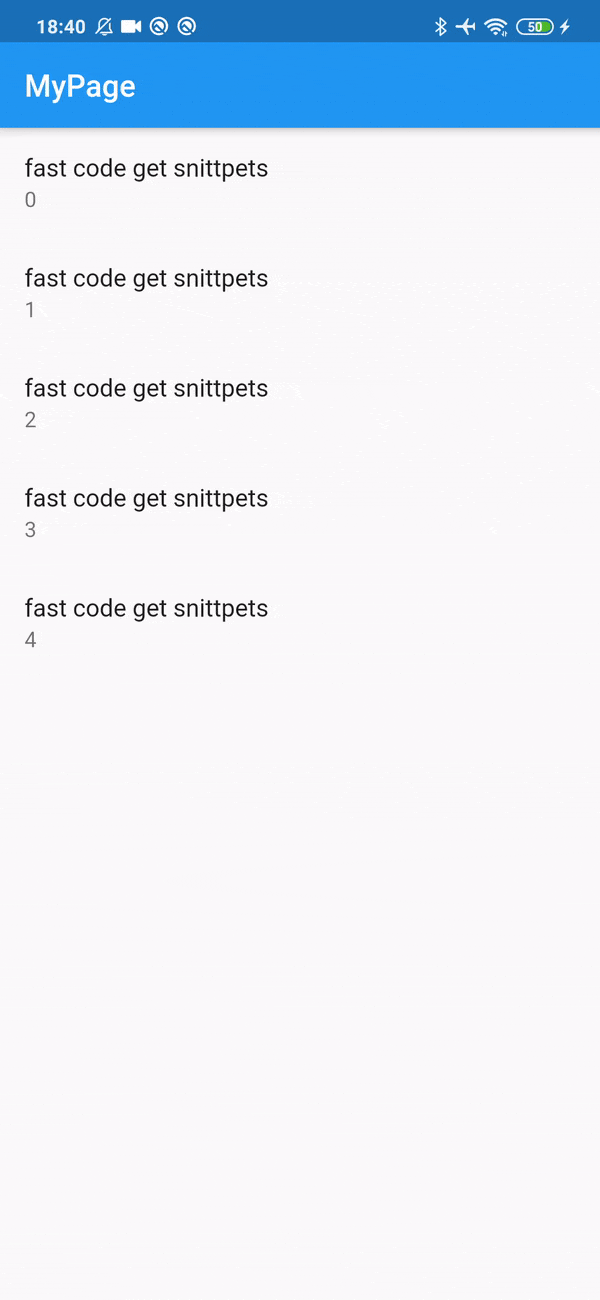 18:40 50
MyPage
fast code get snittpets
0
fast code get snittpets
1
fast code get snittpets
2
fast code get snittpets
3
fast code get snittpets
4